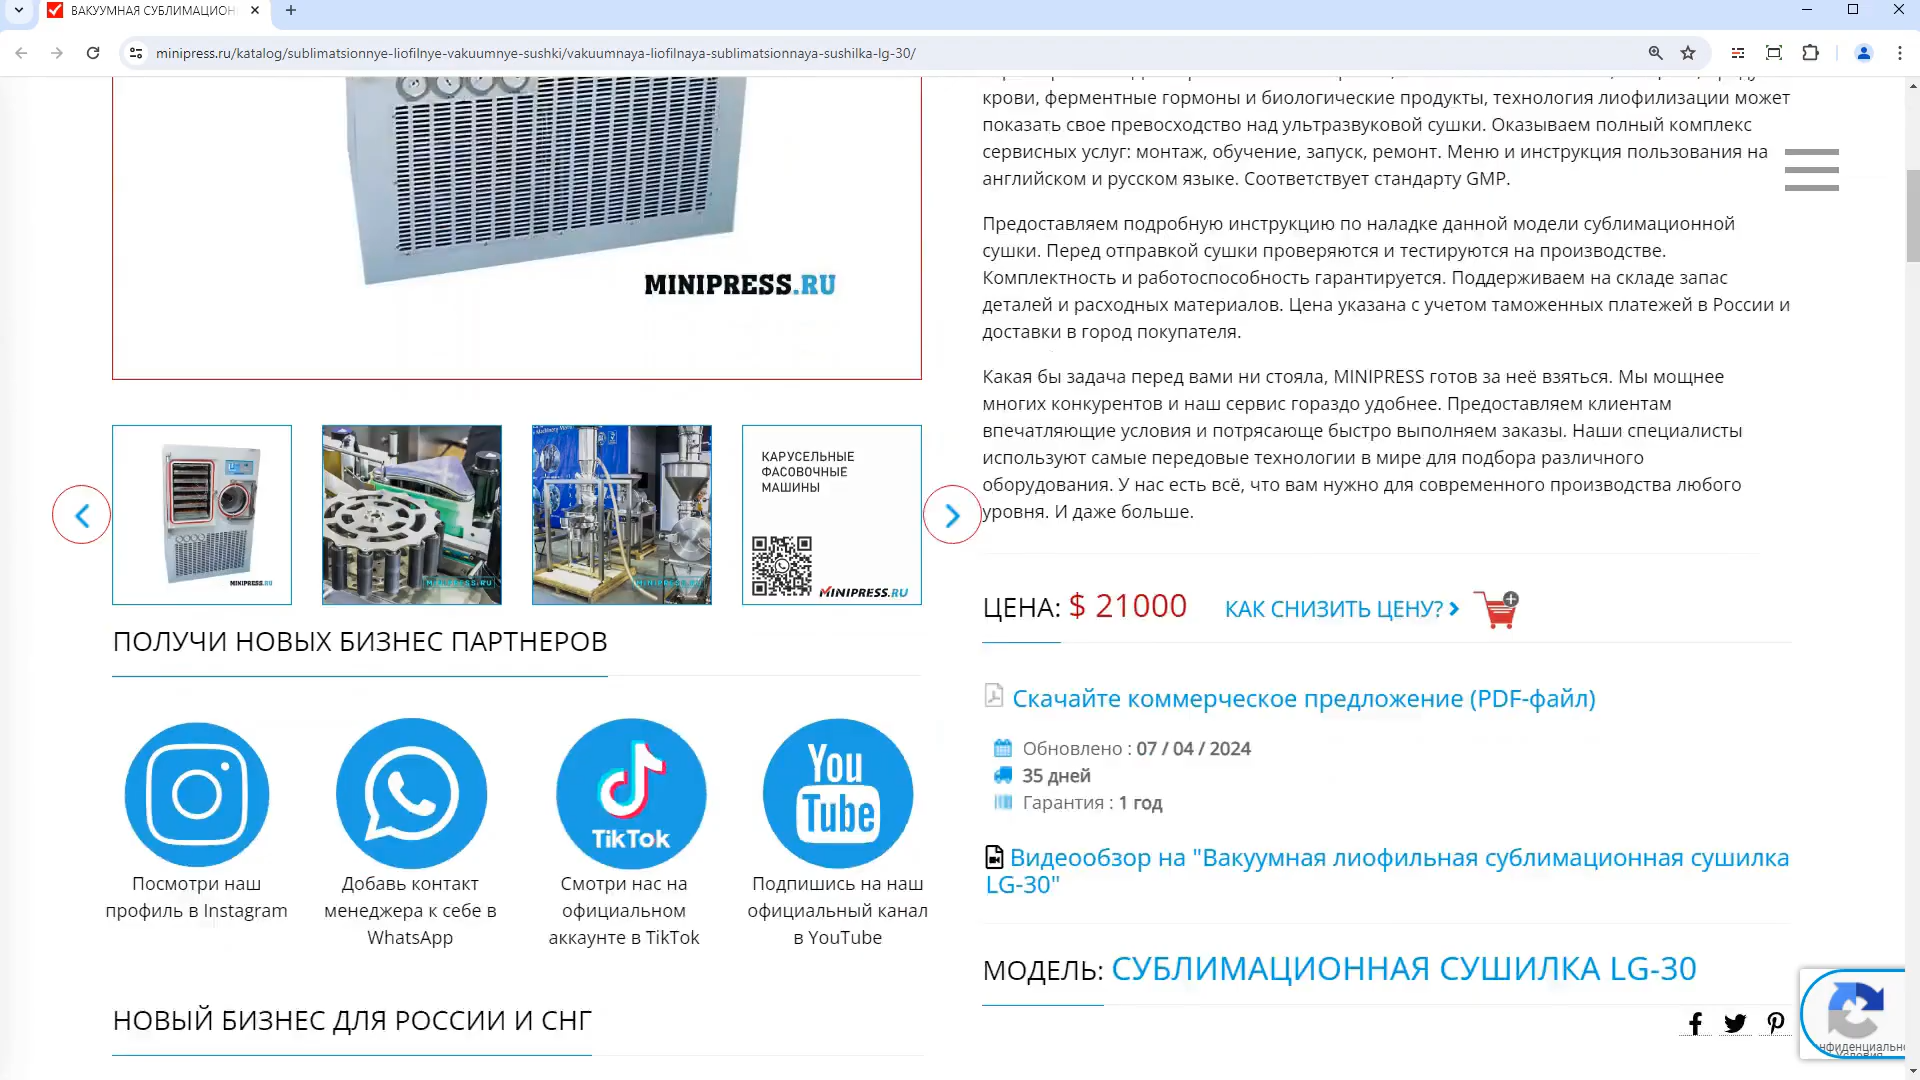 ВАКУУМНАЯ СУБЛИМАЦИОН
minipress.ru/katalog/sublimatsionnye-liofilnye-vakuumnye-sushki/vakuumnaya-liofilnaya-sublimatsionnaya-sushilka-lg-30/
MINIPRESS.RU
КАРУСЕЛЬНЫЕ
ФАСОВОЧНЫЕ
МАШИНЫ
MINIPRESS.RU
MINIPRESS.RU
MINIPRESS.RU
MINIPRESS.RU
ПОЛУЧИ НОВЫХ БИЗНЕС ПАРТНЕРОВ
You
Tube
TikTok
Посмотри наш
профиль в Instagram
Добавь контакт
менеджера к себе в
WhatsApp
Смотри нас на
официальном
аккаунте в TikTok
Подпишись на наш
официальный канал
в YouTube
НОВЫЙ БИЗНЕС ДЛЯ РОССИИ И СНГ
крови, ферментные гормоны и биологические продукты, технология лиофилизации может
показать свое превосходство над ультразвуковой сушки. Оказываем полный комплекс
сервисных услуг: монтаж, обучение, запуск, ремонт. Меню и инструкция пользования на
английском и русском языке. Соответствует стандарту GMP.
Предоставляем подробную инструкцию по наладке данной модели сублимационной
сушки. Перед отправкой сушки проверяются и тестируются на производстве.
Комплектность и работоспособность гарантируется. Поддерживаем на складе запас
деталей и расходных материалов. Цена указана с учетом таможенных платежей в России и
доставки в город покупателя.
Какая бы задача перед вами ни стояла, MINIPRESS готов за неё взяться. Мы мощнее
многих конкурентов и наш сервис гораздо удобнее. Предоставляем клиентам
впечатляющие условия и потрясающе быстро выполняем заказы. Наши специалисты
используют самые передовые технологии в мире для подбора различного
оборудования. У нас есть всё, что вам нужно для современного производства любого
уровня. И даже больше.
ЦЕНА: $ 21000 КАК СНИЗИТЬ ЦЕНУ?
Скачайте коммерческое предложение (PDF-файл)
Обновлено : 07 / 04 / 2024
35 дней
Гарантия : 1 год
Видеообзор на "Вакуумная лиофильная сублимационная сушилка
LG-30"
МОДЕЛЬ: СУБЛИМАЦИОННАЯ СУШИЛКА LG-30
нфиденциально
Условия